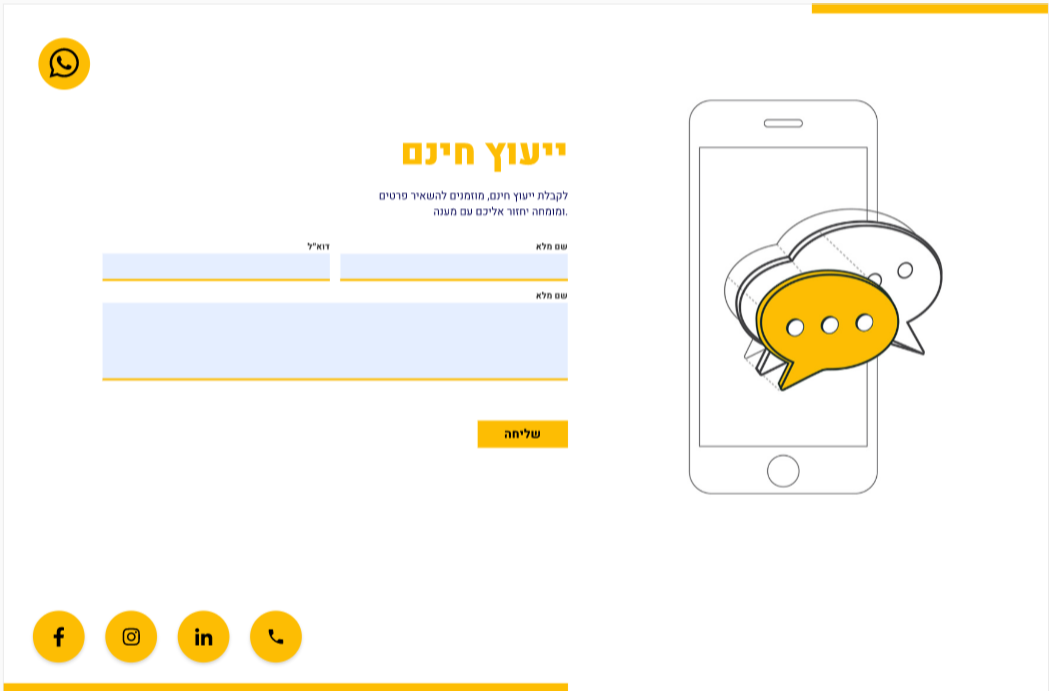 ייעוץ חינם
לקבלת ייעוץ חינם, מוזמנים להשאיר פרטים
ומומחה יחזור אליכם עם מענה.
שם מלא
דוא"ל
שם מלא
שליחה
in